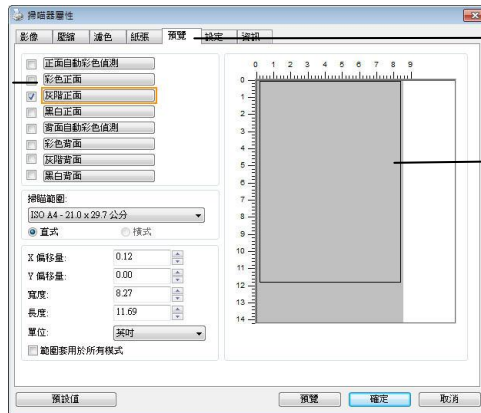 掃瞄器屬性
影像 壓縮 濾色 紙張 預覽 設定 資訊
正面自動彩色偵測
彩色正面
灰階正面
黑白正面
背面自動彩色偵測
彩色背面
灰階背面
黑白背面
掃瞄範圍:
ISO A4 - 21.0 x 29.7 公分
直式 橫式
X 偏移量: 0.12
Y 偏移量: 0.00
寬度: 8.27
長度: 11.69
單位: 英吋
範圍套用於所有模式
0 1 2 3 4 5 6 7 8 9
0
1
2
3
4
5
6
7
8
9
10
11
12
13
14
預設值 預覽 確定 取消